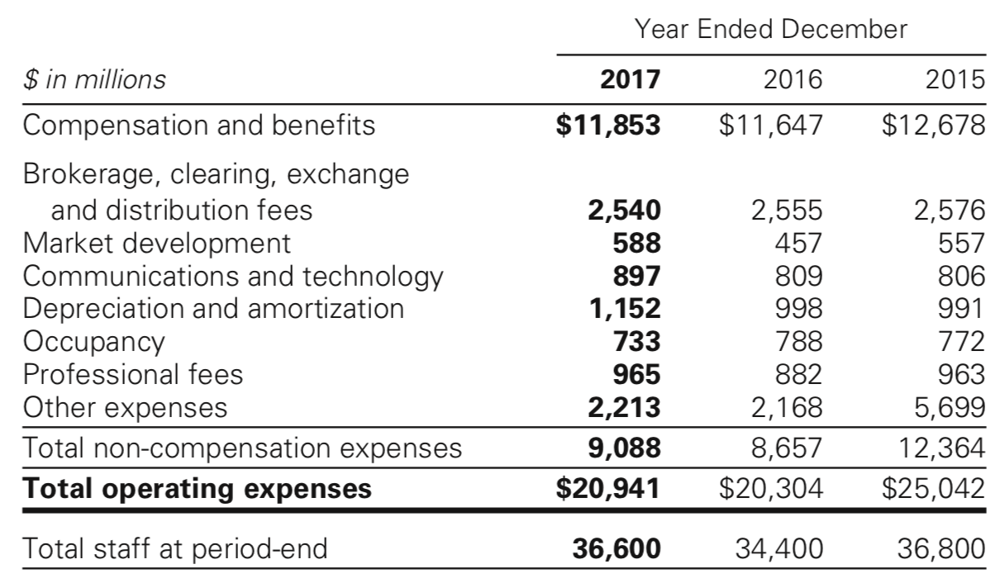 Year Ended December
$ in millions 2017 2016 2015
Compensation and benefits $11,853 $11,647 $12,678
Brokerage, clearing, exchange
and distribution fees 2,540 2,555 2,576
Market development 588 457 557
Communications and technology 897 809 806
Depreciation and amortization 1,152 998 991
Occupancy 733 788 772
Professional fees 965 882 963
Other expenses 2,213 2,168 5,699
Total non-compensation expenses 9,088 8,657 12,364
Total operating expenses $20,941 $20,304 $25,042
Total staff at period-end 36,600 34,400 36,800